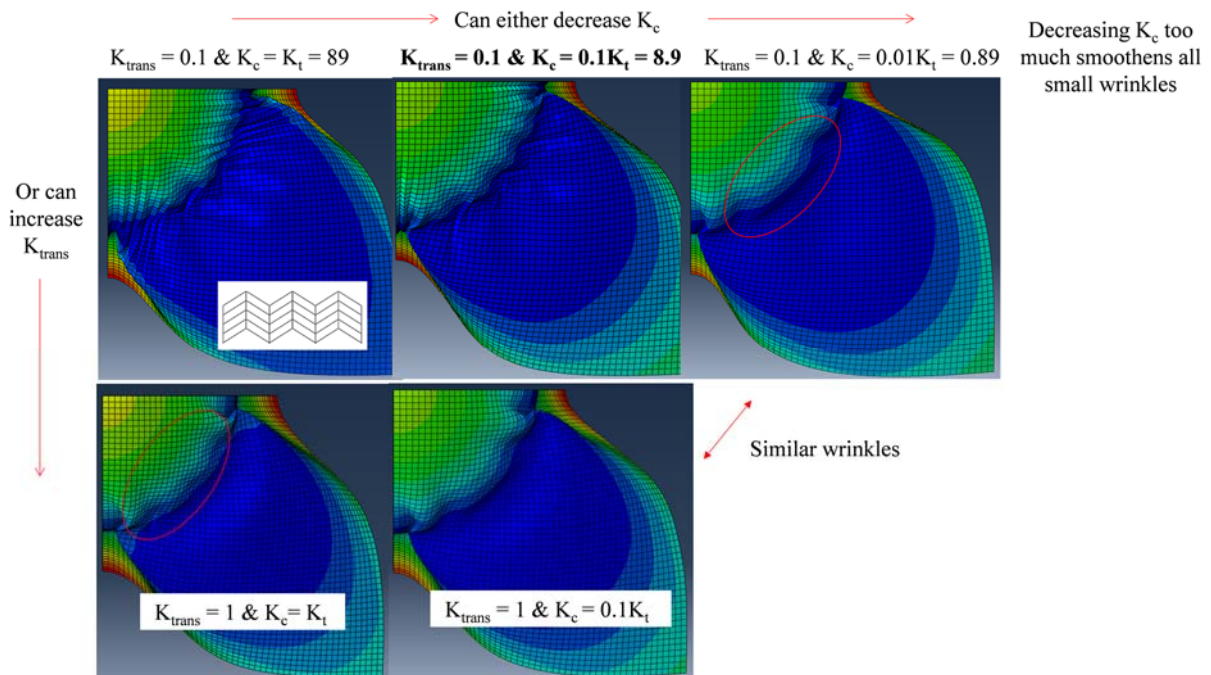 Can either decrease K_c
K_trans = 0.1 & K_c = K_t = 89
K_trans = 0.1 & K_c = 0.1K_t = 8.9
K_trans = 0.1 & K_c = 0.01K_t = 0.89
Decreasing K_c too
much smoothens all
small wrinkles
Or can
increase
K_trans
Similar wrinkles
K_trans = 1 & K_c = K_t
K_trans = 1 & K_c = 0.1K_t